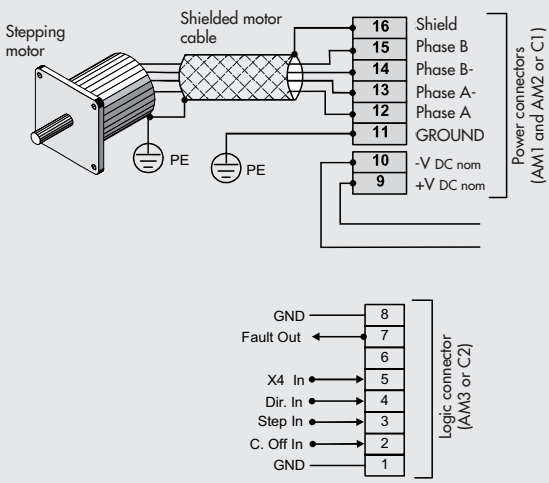 Stepping
motor
Shielded motor
cable
16 Shield
15 Phase B
14 Phase B-
13 Phase A-
12 Phase A
11 GROUND
PE
PE
10 -V DC nom
9 +V DC nom
Power connectors
(AM1 and AM2 or C1)
GND 8
Fault Out 7
6
X4 In 5
Dir. In 4
Step In 3
C. Off In 2
GND 1
Logic connector
(AM3 or C2)